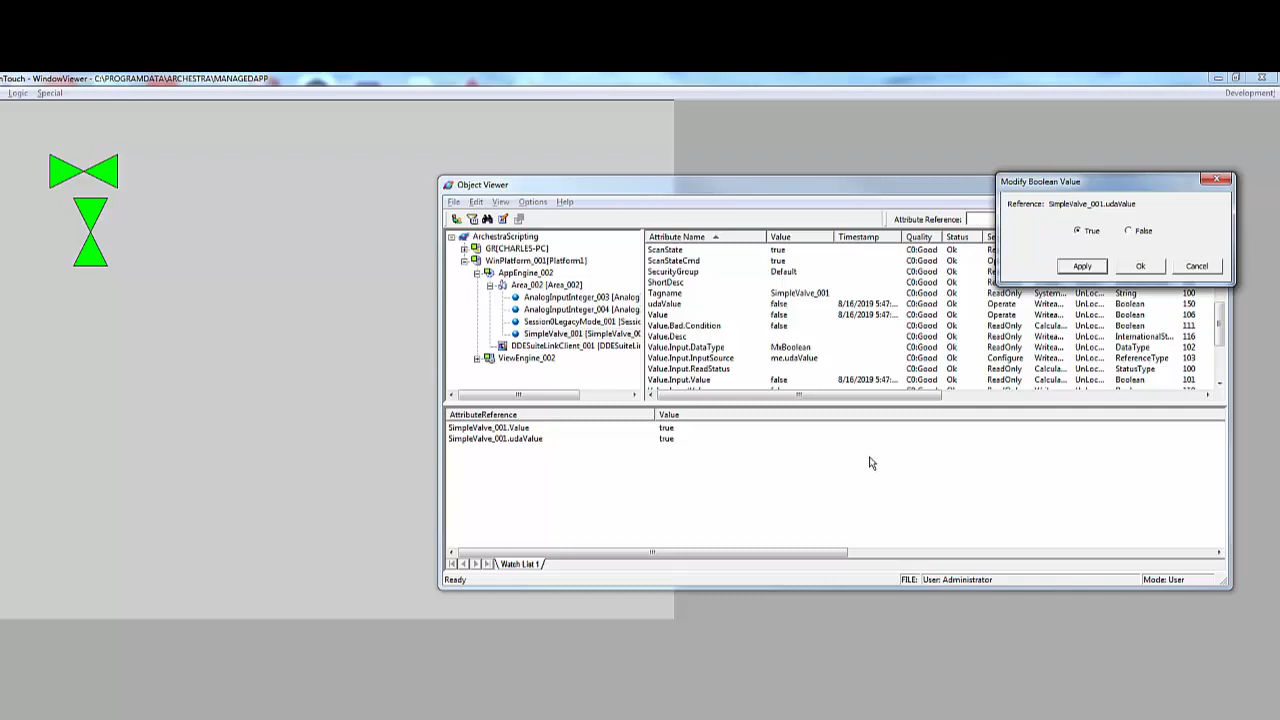 nTouch - WindowViewer - C:\PROGRAMDATA\ARCHESTRA\MANAGEDAPP
Logic Special Development!
Object Viewer
File Edit View Options Help
Attribute Reference:
ArchestraScripting
GR[CHARLES-PC]
WinPlatform_001[Platform1]
AppEngine_002
Area_002 [Area_002]
AnalogInputInteger_003 [Analog
AnalogInputInteger_004 [Analog
Session0LegacyMode_001 [Sessic
SimpleValve_001 [SimpleValve_00
DDESuiteLinkClient_001 [DDESuiteLin
ViewEngine_002
Attribute Name Value Timestamp Quality Status
ScanState true C0:Good Ok
ScanStateCmd true C0:Good Ok
SecurityGroup Default C0:Good Ok
ShortDesc C0:Good Ok
Tagname SimpleValve_001 C0:Good Ok ReadOnly System... UnLoc... String 100
udaValue false 8/16/2019 5:47:... C0:Good Ok Operate Writea... UnLoc... Boolean 150
Value false 8/16/2019 5:47:... C0:Good Ok Operate Writea... UnLoc... Boolean 106
Value.Bad.Condition false C0:Good Ok ReadOnly Calcula... UnLoc... Boolean 111
Value.Desc C0:Good Ok ReadOnly Writea... UnLoc... InternationalSt... 116
Value.Input.DataType MxBoolean C0:Good Ok ReadOnly Writea... UnLoc... DataType 102
Value.Input.InputSource me.udaValue C0:Good Ok Configure Writea... UnLoc... ReferenceType 103
Value.Input.ReadStatus C0:Good Ok ReadOnly Calcula... UnLoc... StatusType 100
Value.Input.Value false 8/16/2019 5:47:... C0:Good Ok ReadOnly Calcula... UnLoc... Boolean 101
Modify Boolean Value
Reference: SimpleValve_001.udaValue
True False
Apply Ok Cancel
AttributeReference Value
SimpleValve_001.Value true
SimpleValve_001.udaValue true
Watch List 1
Ready FILE: User: Administrator Mode: User